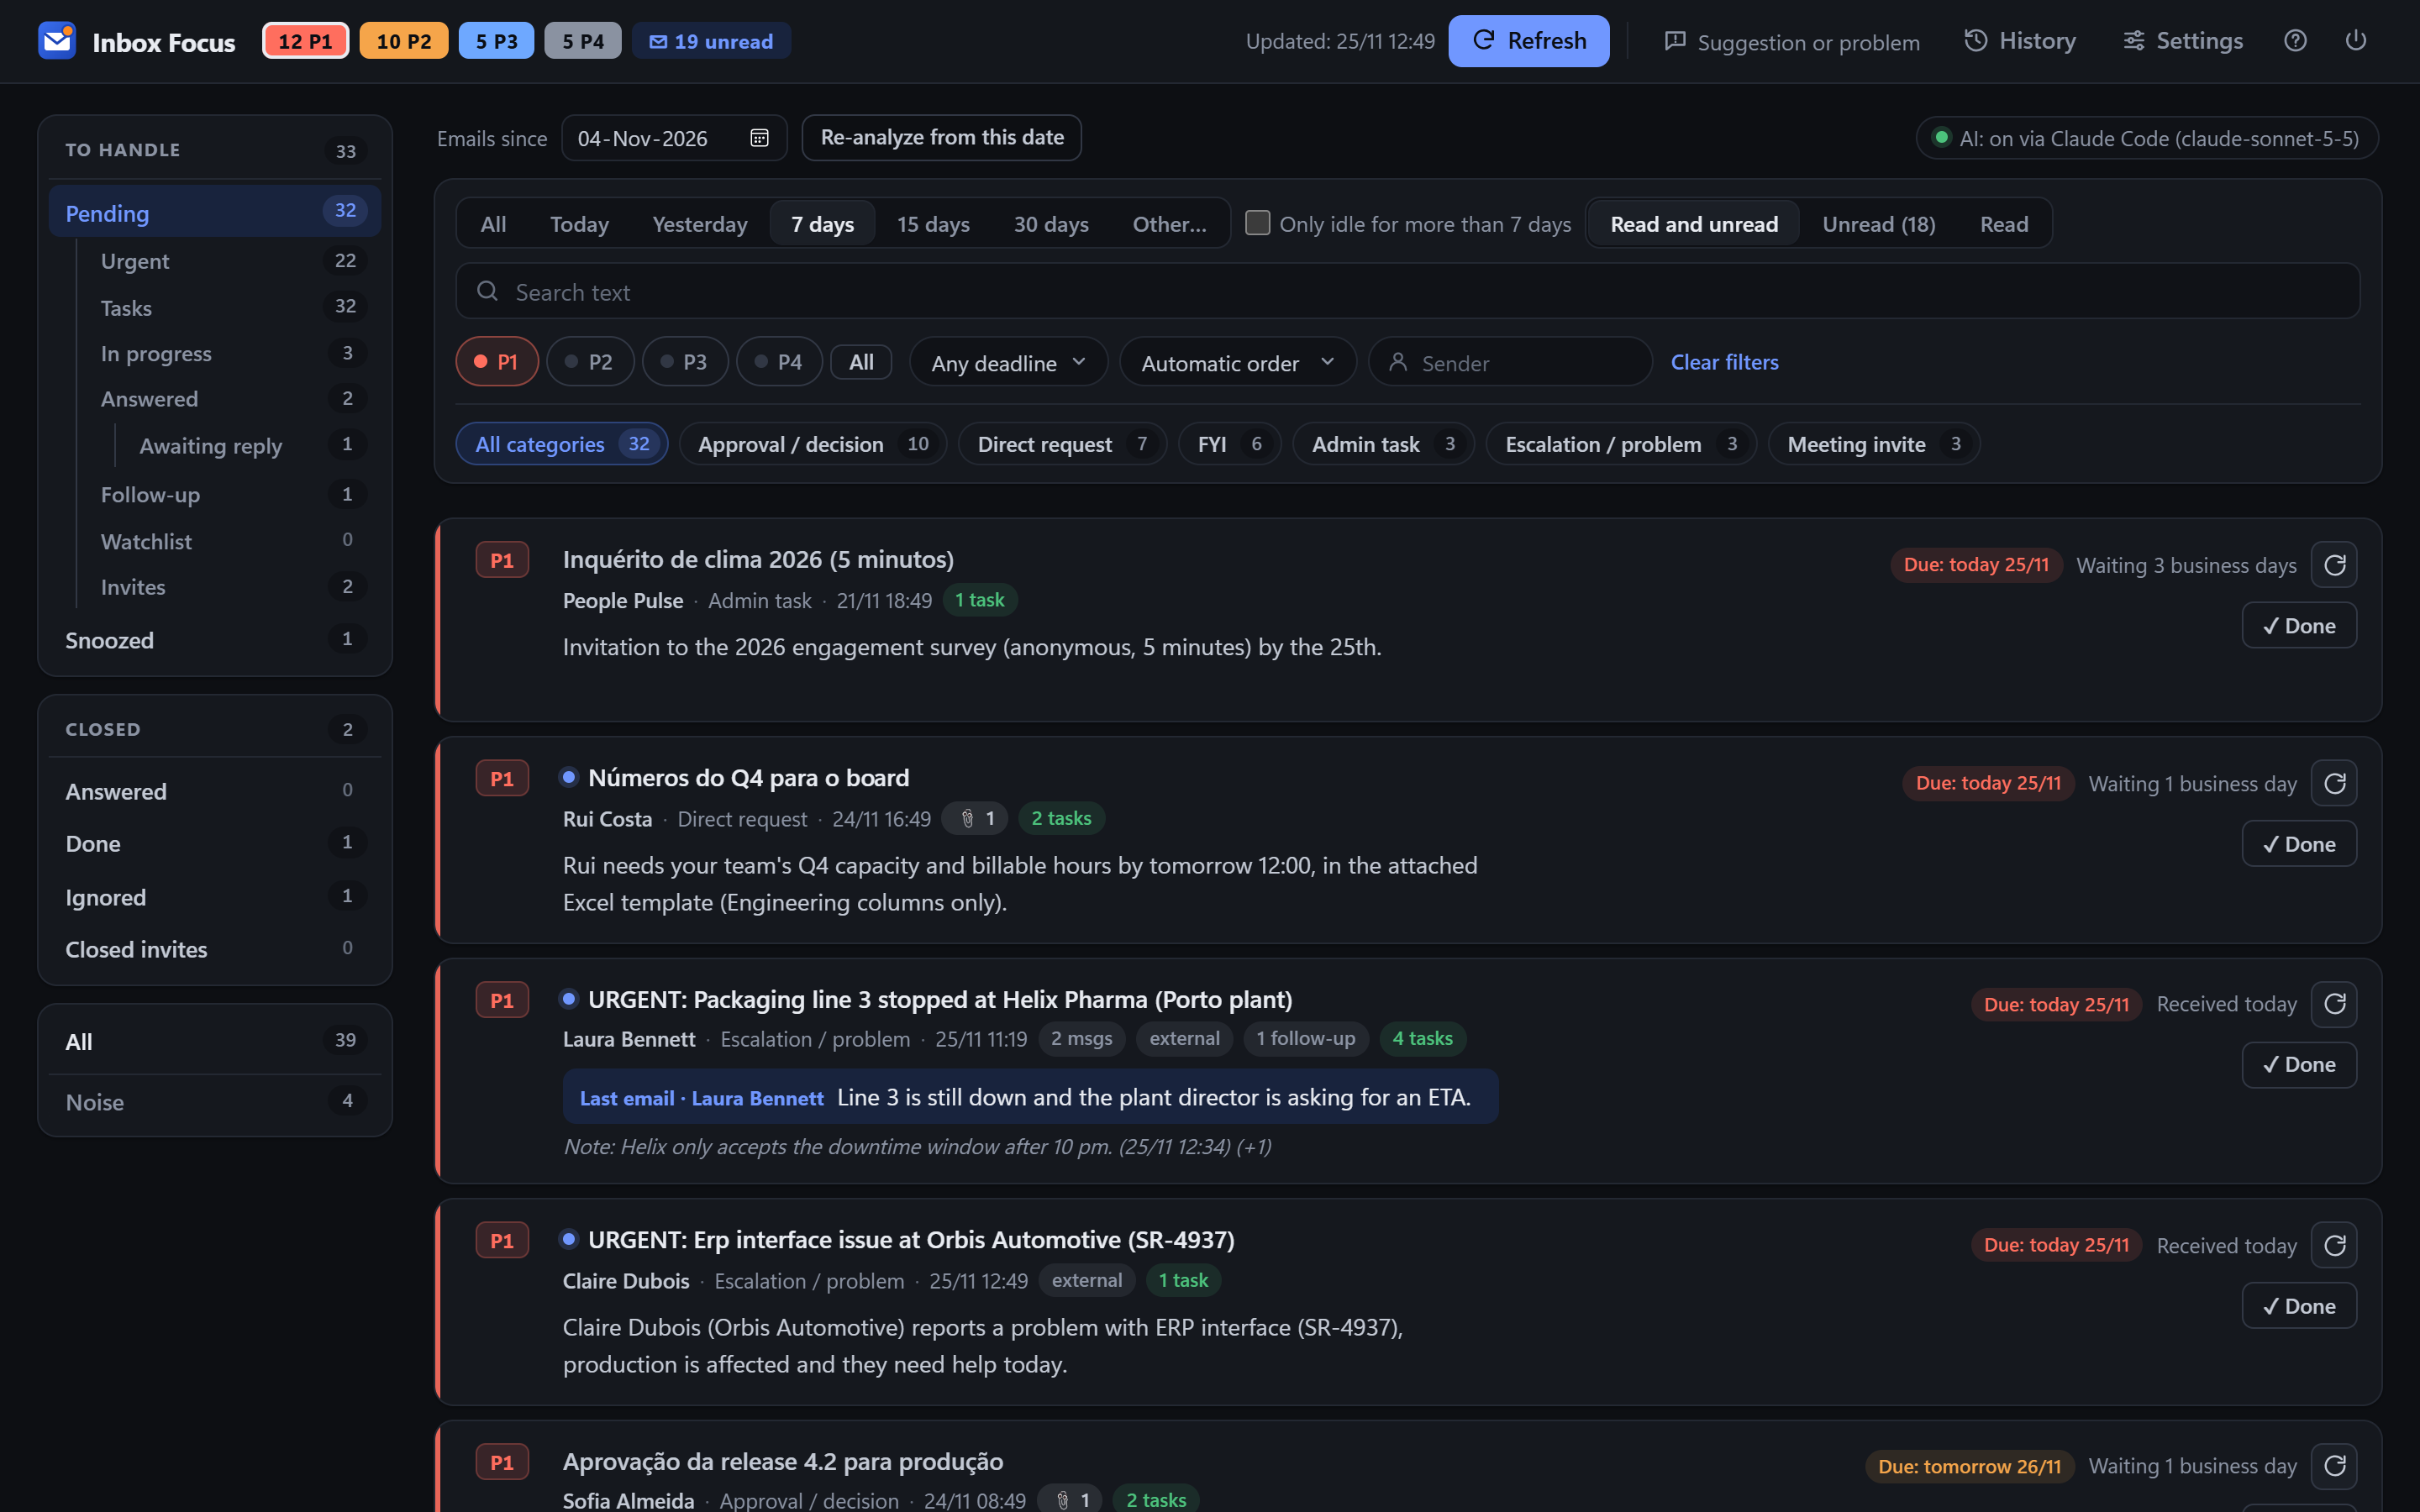 Inbox Focus 12 P1 10 P2 5 P3 5 P4 19 unread Updated: 25/11 12:49 Refresh Suggestion or problem History Settings
TO HANDLE 33
Pending 32
Urgent 22
Tasks 32
In progress 3
Answered 2
Awaiting reply 1
Follow-up 1
Watchlist 0
Invites 2
Snoozed 1
CLOSED 2
Answered 0
Done 1
Ignored 1
Closed invites 0
All 39
Noise 4
Emails since 04-Nov-2026 Re-analyze from this date AI: on via Claude Code (claude-sonnet-5-5)
All Today Yesterday 7 days 15 days 30 days Other... Only idle for more than 7 days Read and unread Unread (18) Read
Search text
P1 P2 P3 P4 All Any deadline Automatic order Sender Clear filters
All categories 32 Approval / decision 10 Direct request 7 FYI 6 Admin task 3 Escalation / problem 3 Meeting invite 3
P1 Inquérito de clima 2026 (5 minutos) Due: today 25/11 Waiting 3 business days
People Pulse · Admin task · 21/11 18:49 1 task
✓ Done
Invitation to the 2026 engagement survey (anonymous, 5 minutes) by the 25th.
P1 Números do Q4 para o board Due: today 25/11 Waiting 1 business day
Rui Costa · Direct request · 24/11 16:49 1 2 tasks
✓ Done
Rui needs your team's Q4 capacity and billable hours by tomorrow 12:00, in the attached
Excel template (Engineering columns only).
P1 URGENT: Packaging line 3 stopped at Helix Pharma (Porto plant) Due: today 25/11 Received today
Laura Bennett · Escalation / problem · 25/11 11:19 2 msgs external 1 follow-up 4 tasks
✓ Done
Last email · Laura Bennett Line 3 is still down and the plant director is asking for an ETA.
Note: Helix only accepts the downtime window after 10 pm. (25/11 12:34) (+1)
P1 URGENT: Erp interface issue at Orbis Automotive (SR-4937) Due: today 25/11 Received today
Claire Dubois · Escalation / problem · 25/11 12:49 external 1 task
✓ Done
Claire Dubois (Orbis Automotive) reports a problem with ERP interface (SR-4937),
production is affected and they need help today.
P1 Aprovação da release 4.2 para produção Due: tomorrow 26/11 Waiting 1 business day
Sofia Almeida · Approval / decision · 24/11 08:49 1 2 tasks